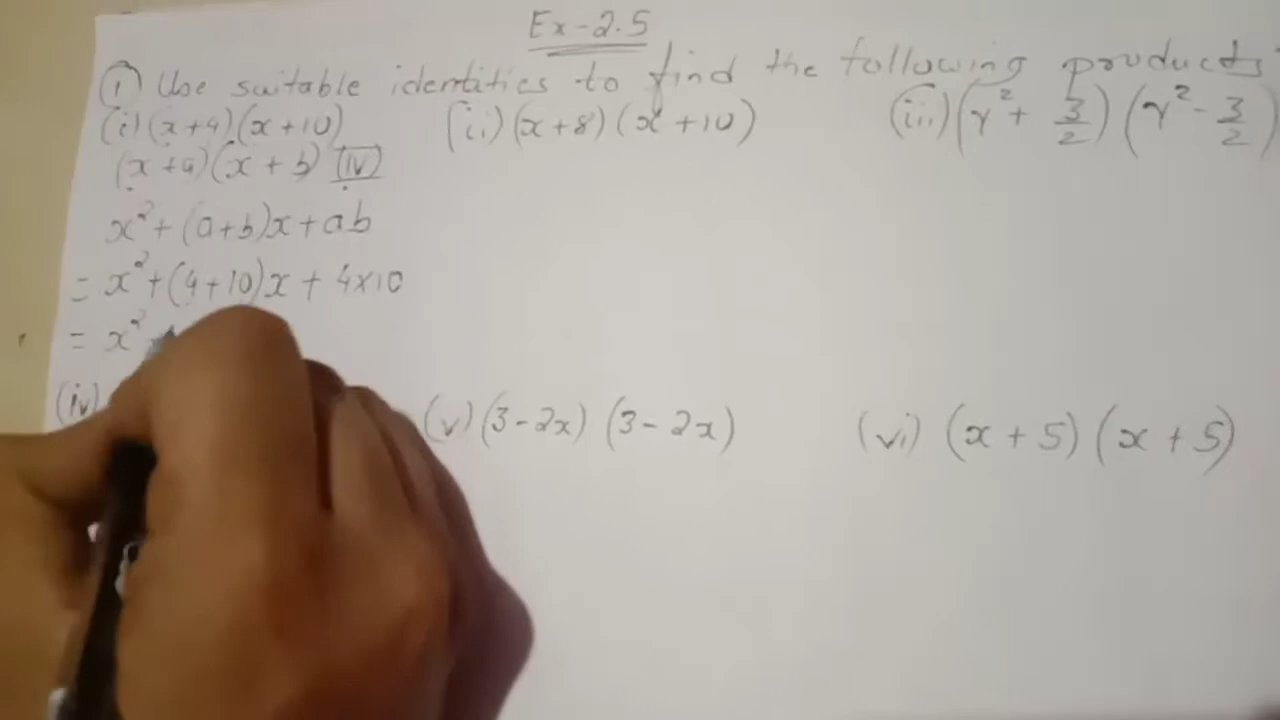 Ex-2.5
① Use suitable identities to find the following products
(i) (x+4)(x+10) (ii) (x+8)(x+10) (iii) (y² + 3/2)(y² - 3/2)
(x+a)(x+b) (iv)
x² + (a+b)x + ab
= x² + (4+10)x + 4×10
= x²
(iv) (v) (3-2x)(3-2x) (vi) (x+5)(x+5)